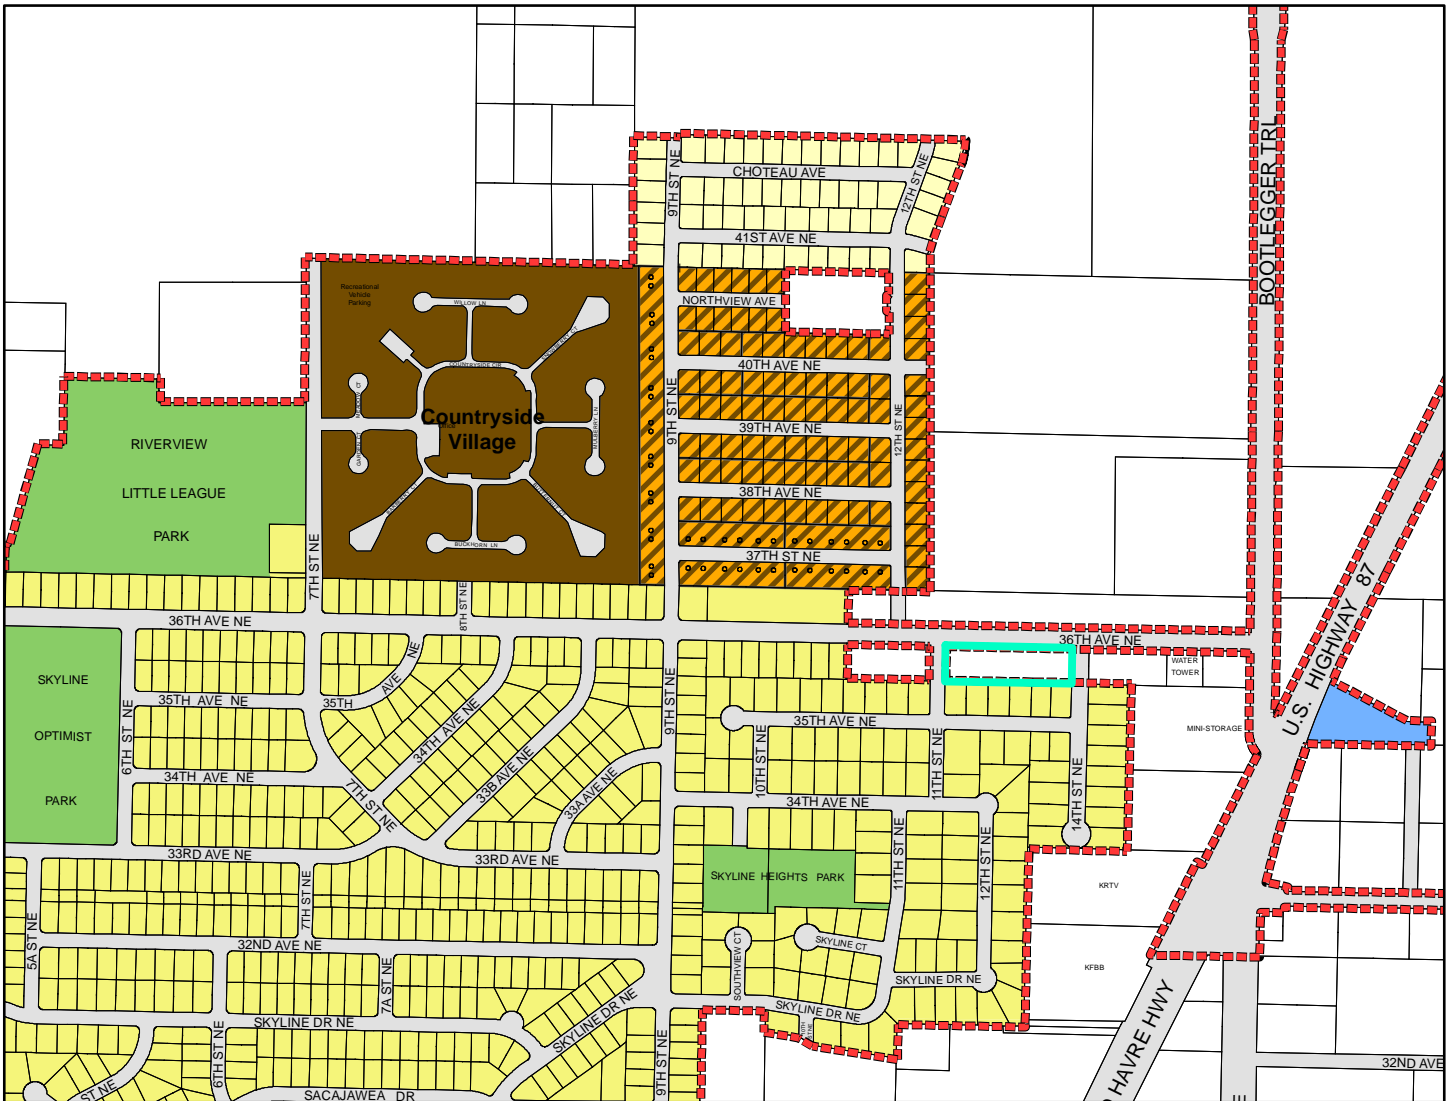 BOOTLEGGER TRL
9TH ST NE
CHOTEAU AVE
12TH ST NE
41ST AVE NE
Recreational
Vehicle
Parking
WILLOW LN
NORTHVIEW AVE
COUNTRYSIDE CIR
40TH AVE NE
MEADOW CT
Countryside
Village
MULBERRY LN
9TH ST NE
39TH AVE NE
12TH ST NE
RIVERVIEW
LITTLE LEAGUE
PARK
GARDEN CT
38TH AVE NE
BUCKHORN LN
37TH ST NE
7TH ST NE
8TH ST NE
U.S. HIGHWAY 87
36TH AVE NE
36TH AVE NE
WATER
TOWER
SKYLINE
OPTIMIST
PARK
35TH AVE NE
35TH AVE NE
6TH ST NE
34TH AVE NE
9TH ST NE
35TH AVE NE
MINI-STORAGE
10TH ST NE
11TH ST NE
14TH ST NE
34TH AVE NE
7TH ST NE
33B AVE NE
33A AVE NE
34TH AVE NE
33RD AVE NE
33RD AVE NE
SKYLINE HEIGHTS PARK
11TH ST NE
12TH ST NE
KRTV
7TH ST NE
5A ST NE
32ND AVE NE
SOUTHVIEW CT
SKYLINE CT
KFBB
7A ST NE
SKYLINE DR NE
SKYLINE DR NE
SKYLINE DR NE
SKYLINE DR NE
6TH ST NE
9TH ST NE
HAVRE HWY
32ND AVE
ST NE
SACAJAWEA DR
E